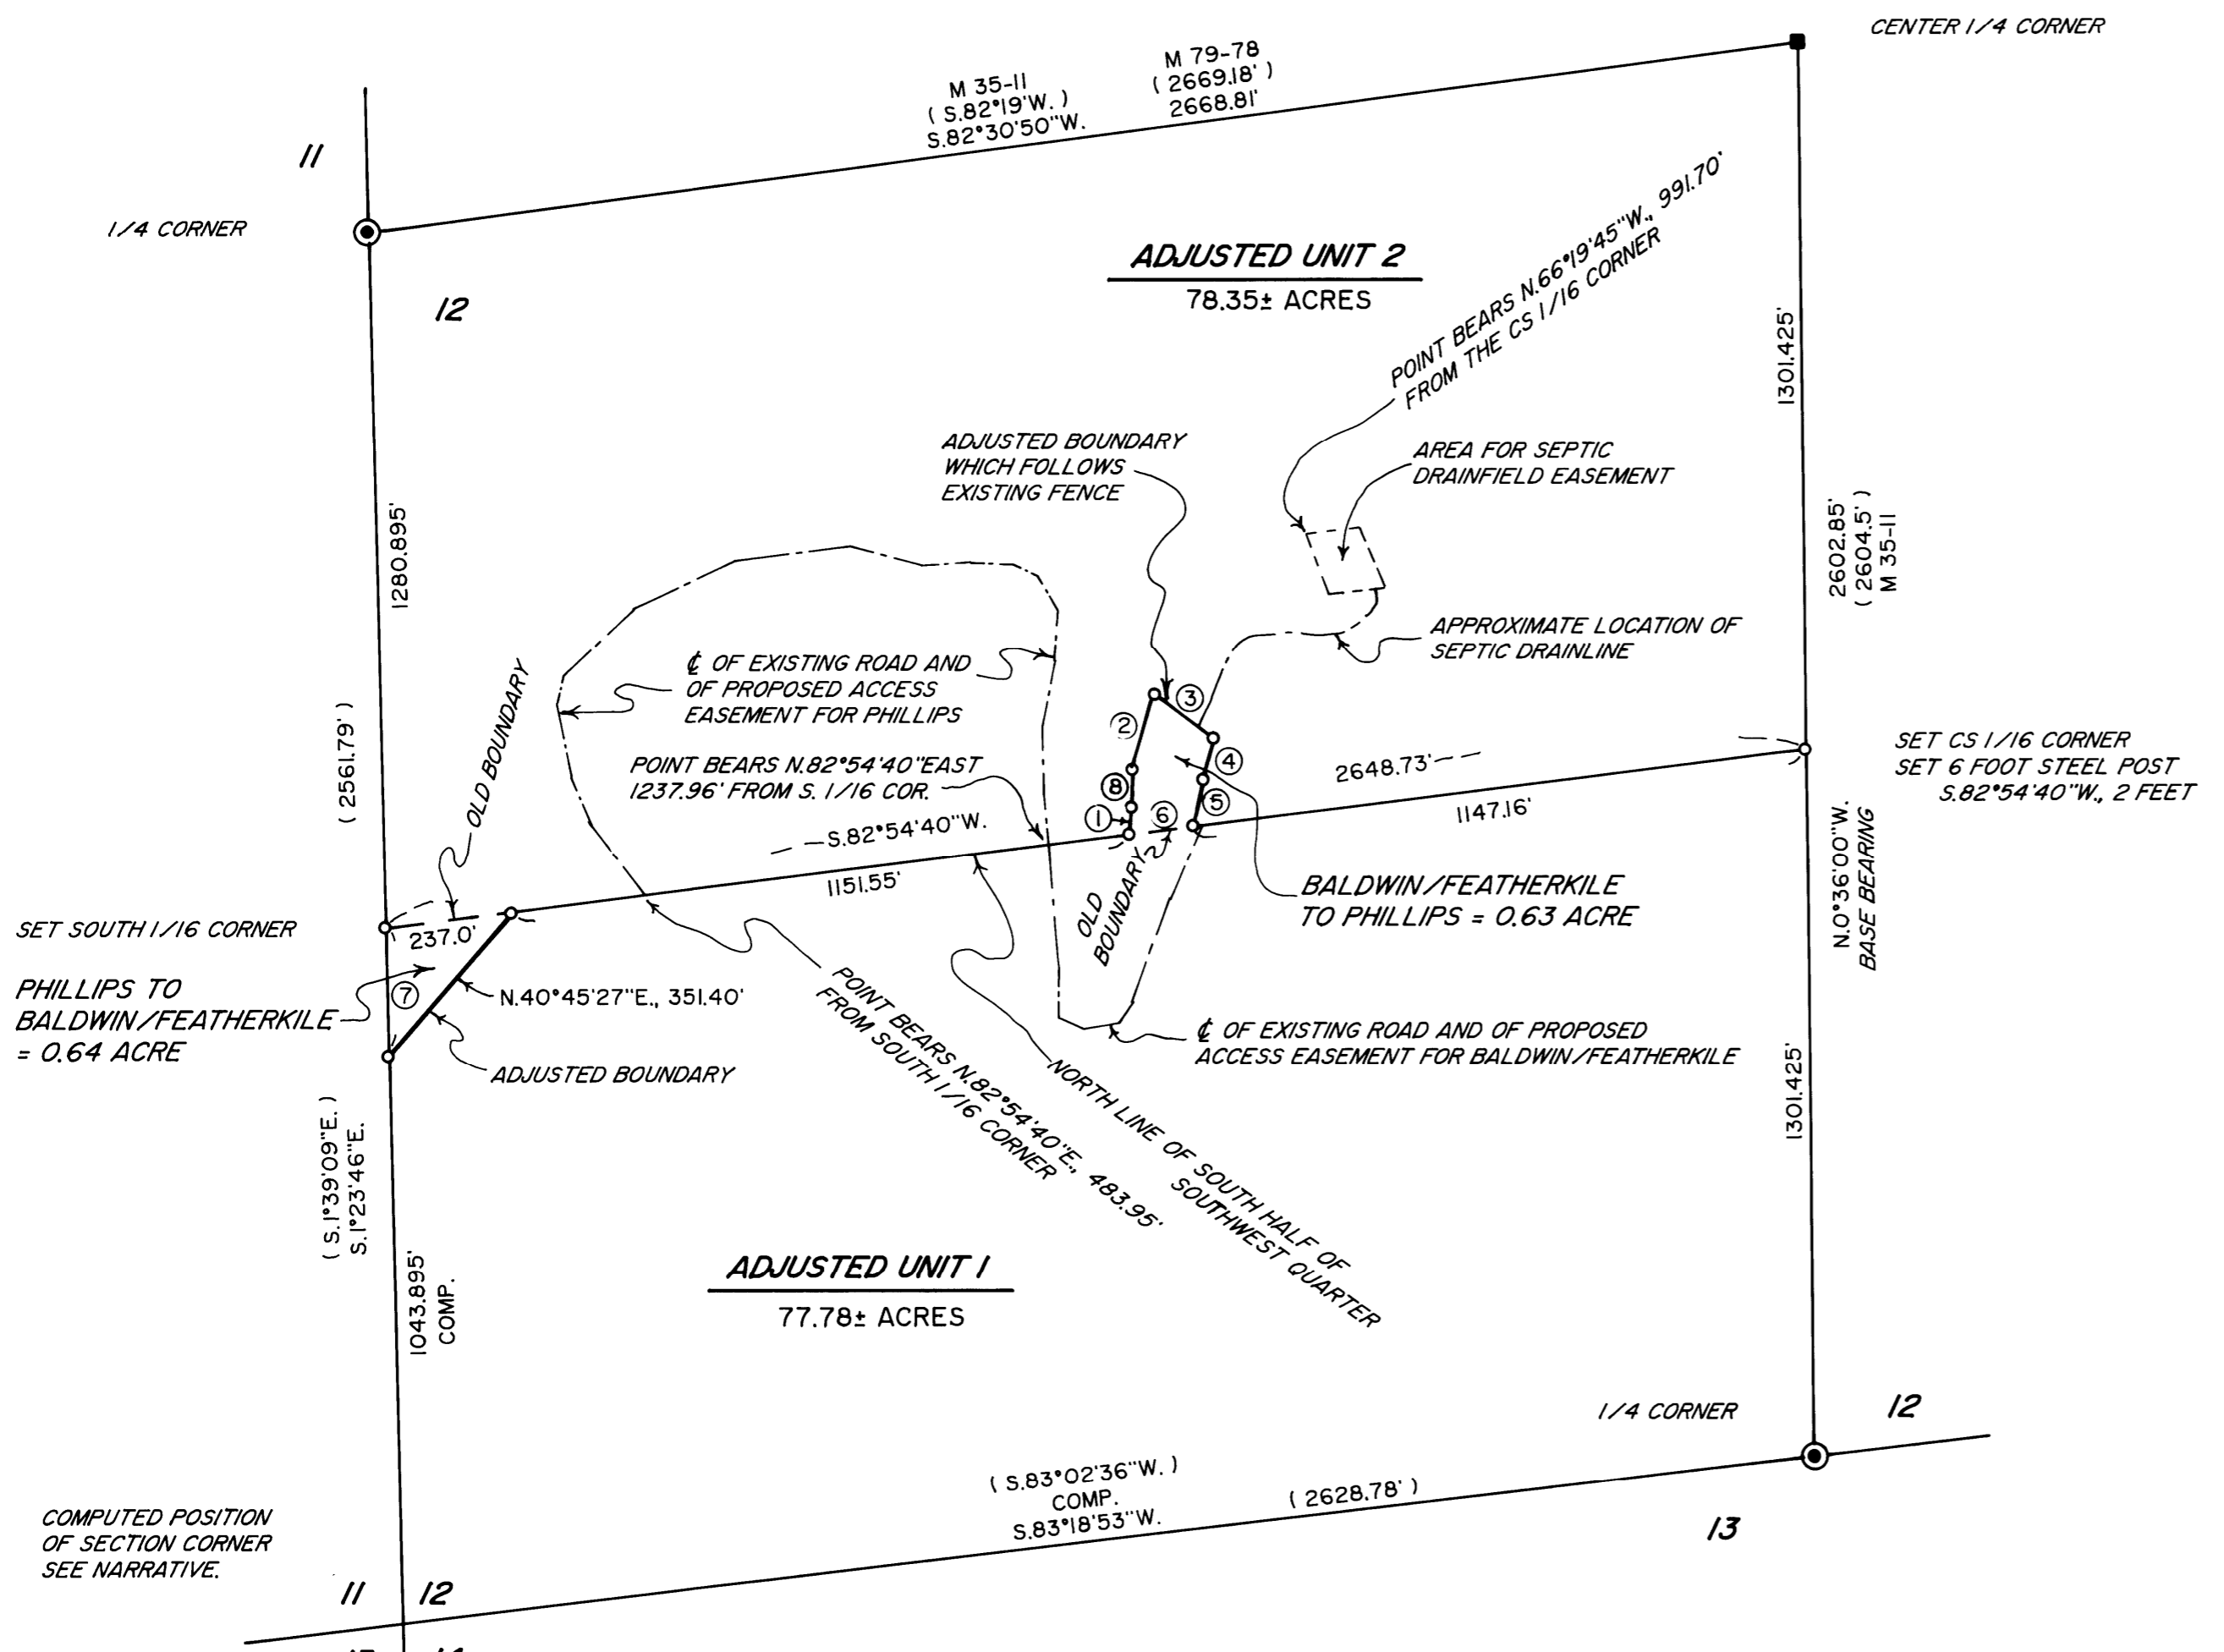 CENTER 1/4 CORNER
M 35-11
( S.82°19'W. )
S.82°30'50"W.
M 79-78
( 2669.18' )
2668.81'
11
1/4 CORNER
12
ADJUSTED UNIT 2
78.35± ACRES
POINT BEARS N.66°19'45"W., 991.70'
FROM THE CS 1/16 CORNER
1301.425'
ADJUSTED BOUNDARY
WHICH FOLLOWS
EXISTING FENCE
AREA FOR SEPTIC
DRAINFIELD EASEMENT
1280.895'
2602.85'
( 2604.5' )
M 35-11
APPROXIMATE LOCATION OF
SEPTIC DRAINLINE
℄ OF EXISTING ROAD AND
OF PROPOSED ACCESS
EASEMENT FOR PHILLIPS
OLD BOUNDARY
( 2561.79' )
POINT BEARS N.82°54'40"EAST
1237.96' FROM S. 1/16 COR.
②
③
④
⑧
⑤
①
⑥
2648.73'
1147.16'
SET CS 1/16 CORNER
SET 6 FOOT STEEL POST
S.82°54'40"W., 2 FEET
S.82°54'40"W.
1151.55'
OLD
BOUNDARY
BALDWIN/FEATHERKILE
TO PHILLIPS = 0.63 ACRE
N.0°36'00"W.
BASE BEARING
SET SOUTH 1/16 CORNER
237.0'
PHILLIPS TO
BALDWIN/FEATHERKILE
= 0.64 ACRE
⑦
N.40°45'27"E., 351.40'
ADJUSTED BOUNDARY
POINT BEARS N.82°54'40"E., 483.95'
FROM SOUTH 1/16 CORNER
℄ OF EXISTING ROAD AND OF PROPOSED
ACCESS EASEMENT FOR BALDWIN/FEATHERKILE
NORTH LINE OF SOUTH HALF OF
SOUTHWEST QUARTER
1301.425'
( S.1°39'09"E. )
S.1°23'46"E.
1043.895'
COMP.
ADJUSTED UNIT 1
77.78± ACRES
1/4 CORNER
12
( S.83°02'36"W. )
COMP.
S.83°18'53"W.
( 2628.78' )
13
COMPUTED POSITION
OF SECTION CORNER
SEE NARRATIVE.
11
12